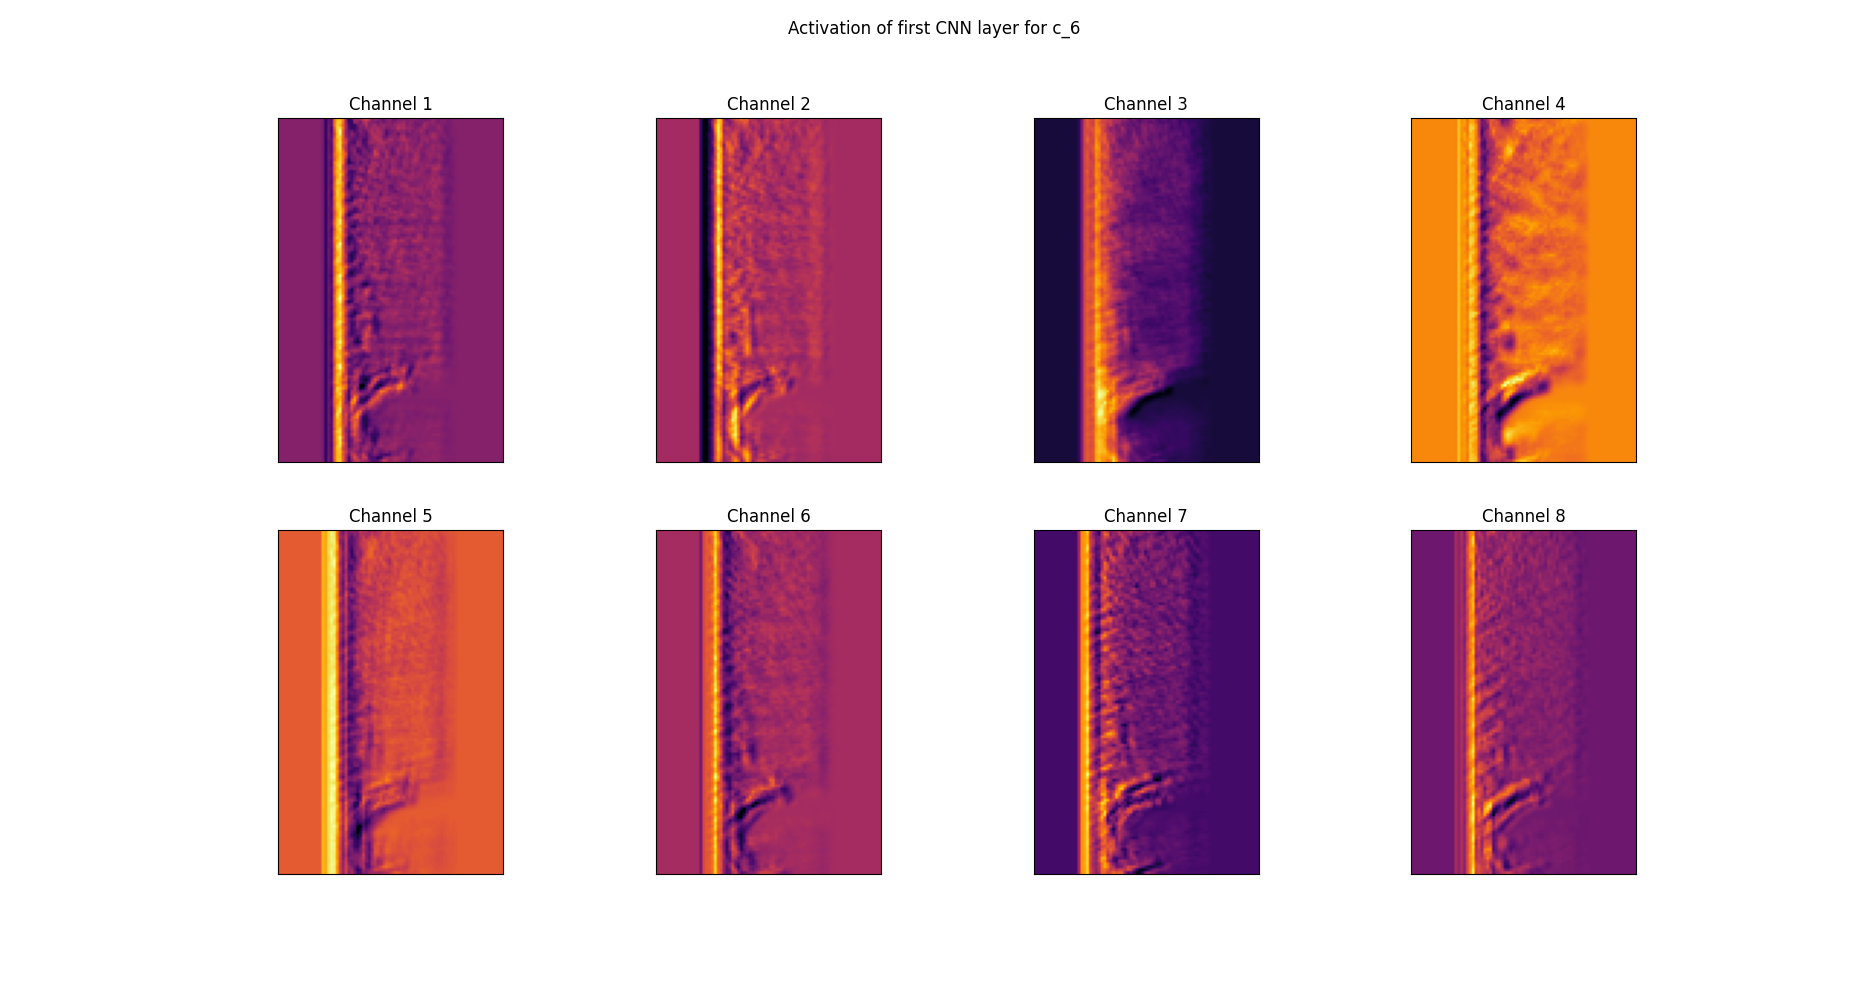 Activation of first CNN layer for c_6
Channel 1
Channel 2
Channel 3
Channel 4
Channel 5
Channel 6
Channel 7
Channel 8